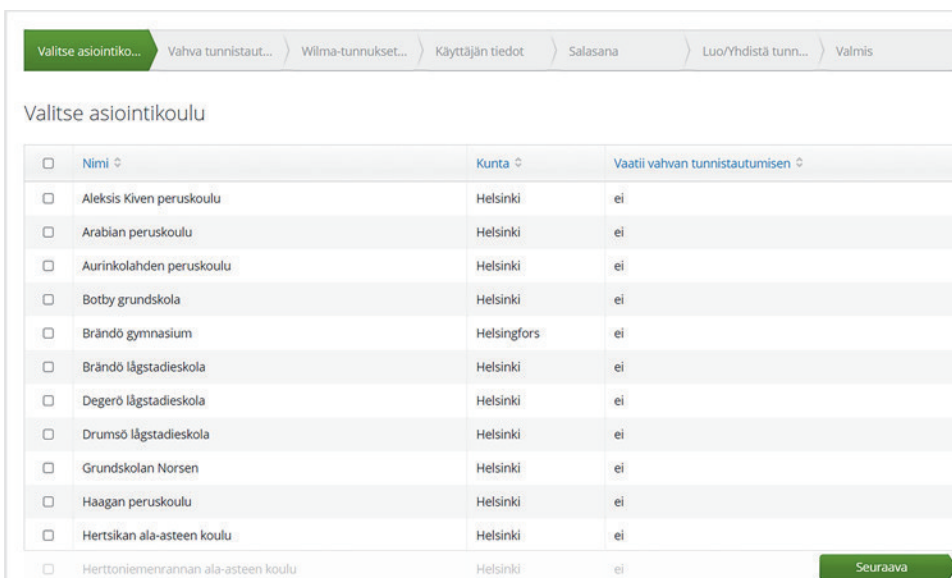 Valitse asiointiko... Vahva tunnistaut... Wilma-tunnukset... Käyttäjän tiedot Salasana Luo/Yhdistä tunn... Valmis
Valitse asiointikoulu
Nimi Kunta Vaatii vahvan tunnistautumisen
Aleksis Kiven peruskoulu Helsinki ei
Arabian peruskoulu Helsinki ei
Aurinkolahden peruskoulu Helsinki ei
Botby grundskola Helsinki ei
Brändö gymnasium Helsingfors ei
Brändö lågstadieskola Helsinki ei
Degerö lågstadieskola Helsinki ei
Drumsö lågstadieskola Helsinki ei
Grundskolan Norsen Helsinki ei
Haagan peruskoulu Helsinki ei
Hertsikan ala-asteen koulu Helsinki ei
Herttoniemenrannan ala-asteen koulu Helsinki ei
Seuraava